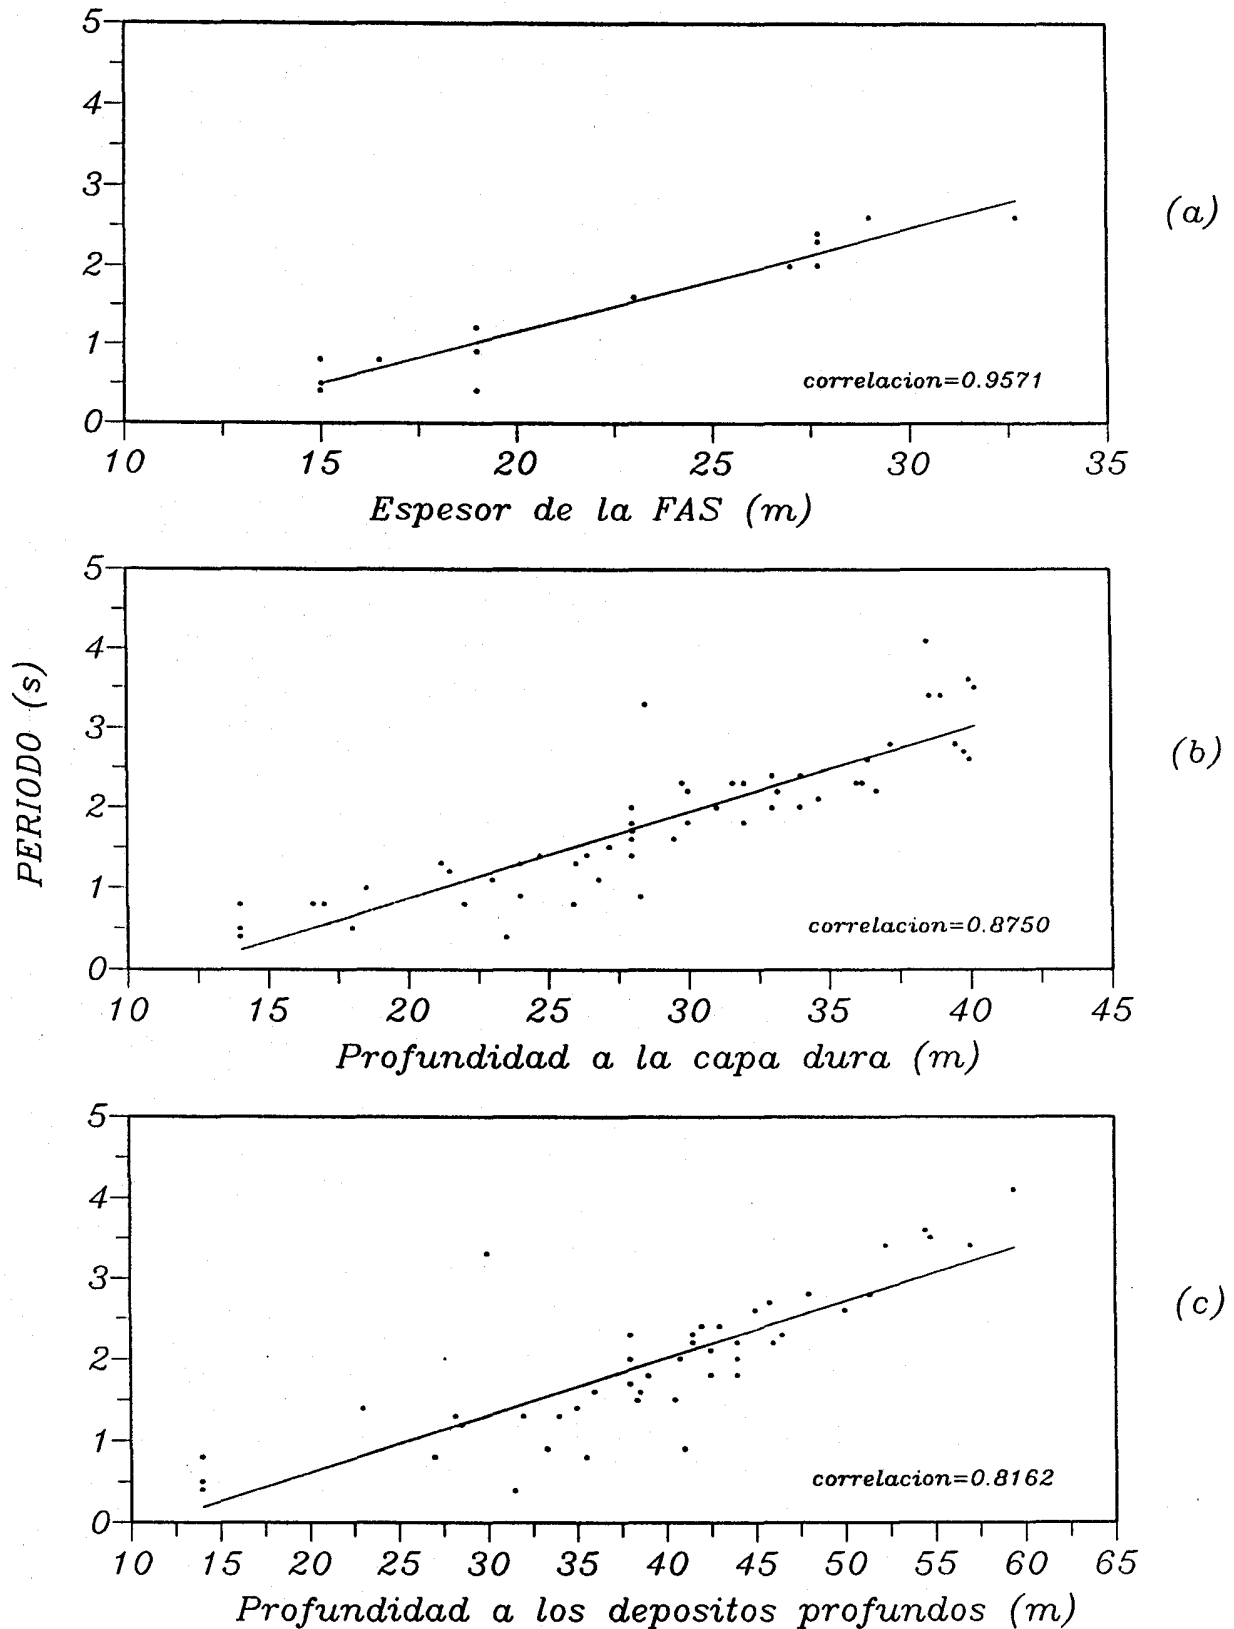 5
4
3
2
1
0
10 15 20 25 30 35
correlacion=0.9571
(a)
Espesor de la FAS (m)
PERIODO (s)
5
4
3
2
1
0
10 15 20 25 30 35 40 45
correlacion=0.8750
(b)
Profundidad a la capa dura (m)
5
4
3
2
1
0
10 15 20 25 30 35 40 45 50 55 60 65
correlacion=0.8162
(c)
Profundidad a los depositos profundos (m)